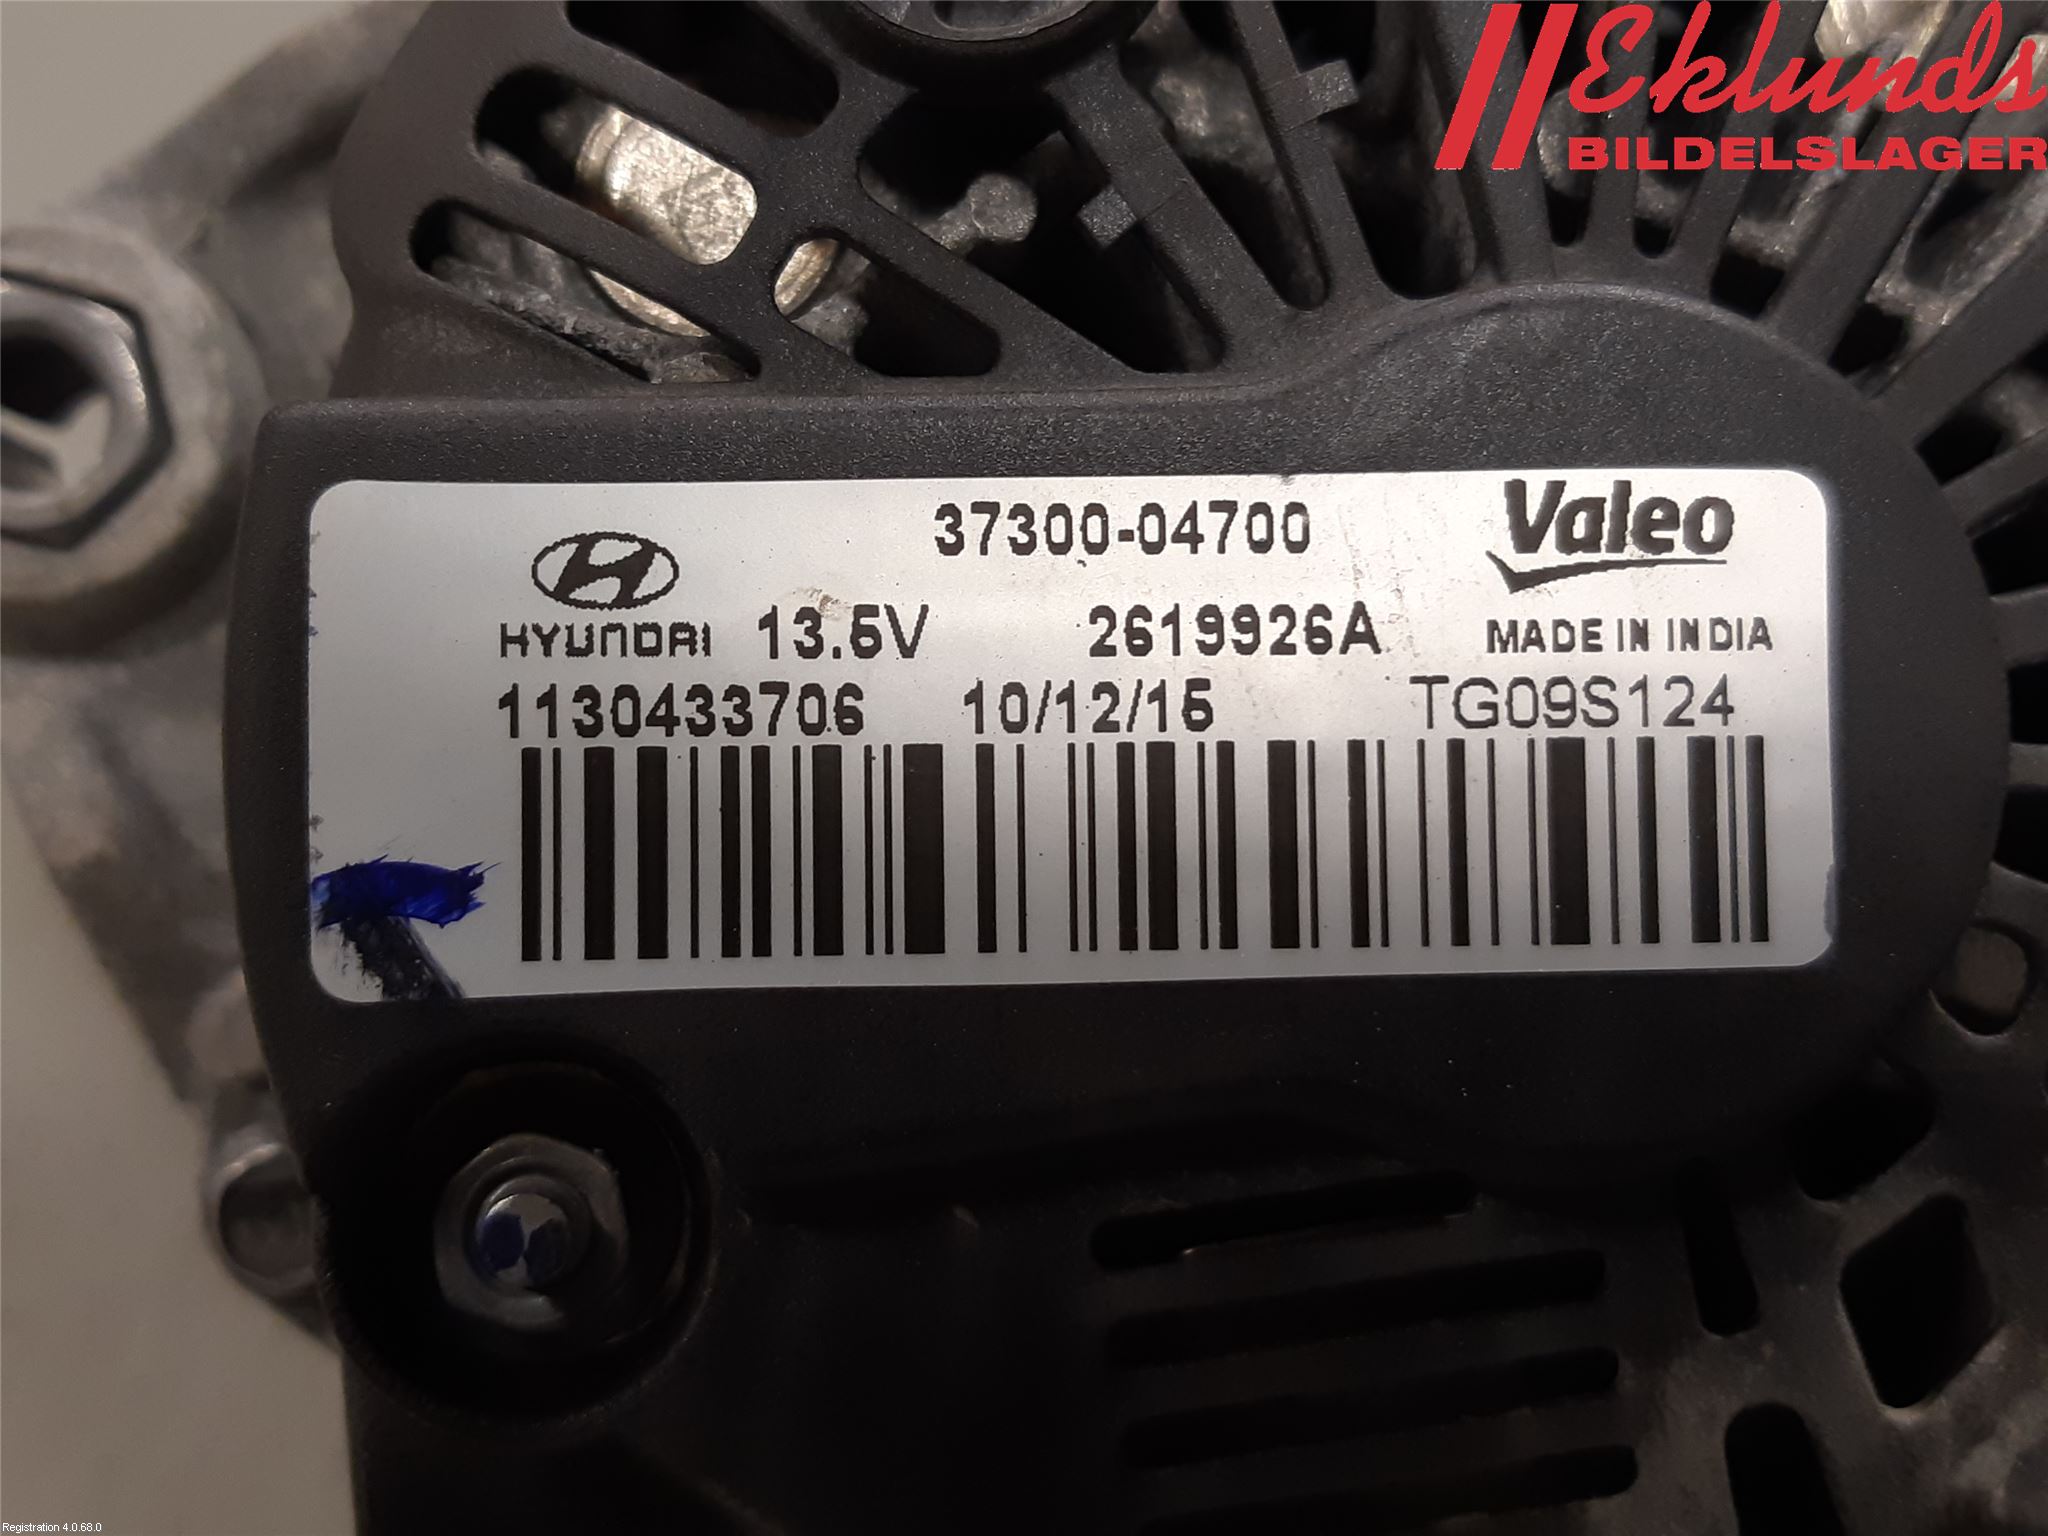 Eklunds
BILDELSLAGER
37300-04700
Valeo
HYUNDAI 13.5V 2619926A MADE IN INDIA
1130433706 10/12/15 TG09S124
Registration 4.0.68.0